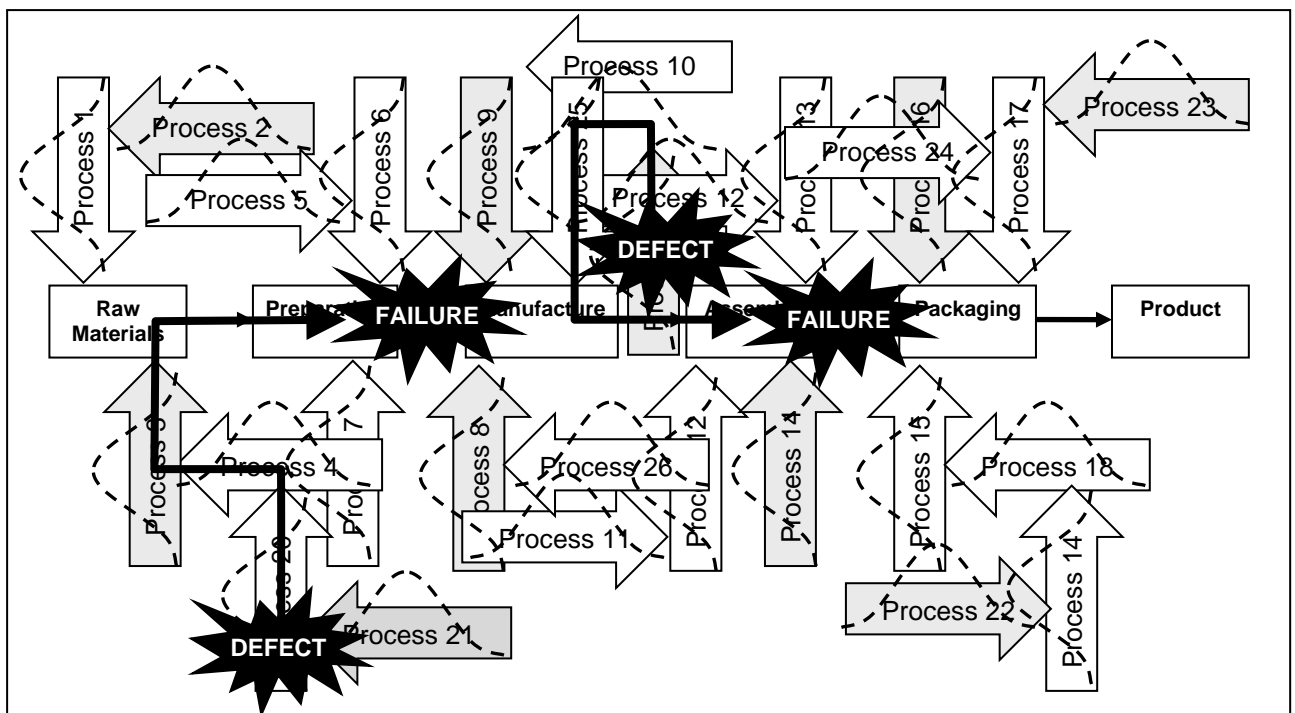 Process 10
Process 1
Process 2
Process 5
Process 6
Process 9
Process 12
Process 24
Process 17
Process 23
DEFECT
Raw
Materials
FAILURE
FAILURE
Packaging
Product
Process 4
Process 8
Process 26
Process 11
Process 14
Process 15
Process 18
Process 22
Process 14
DEFECT
Process 21